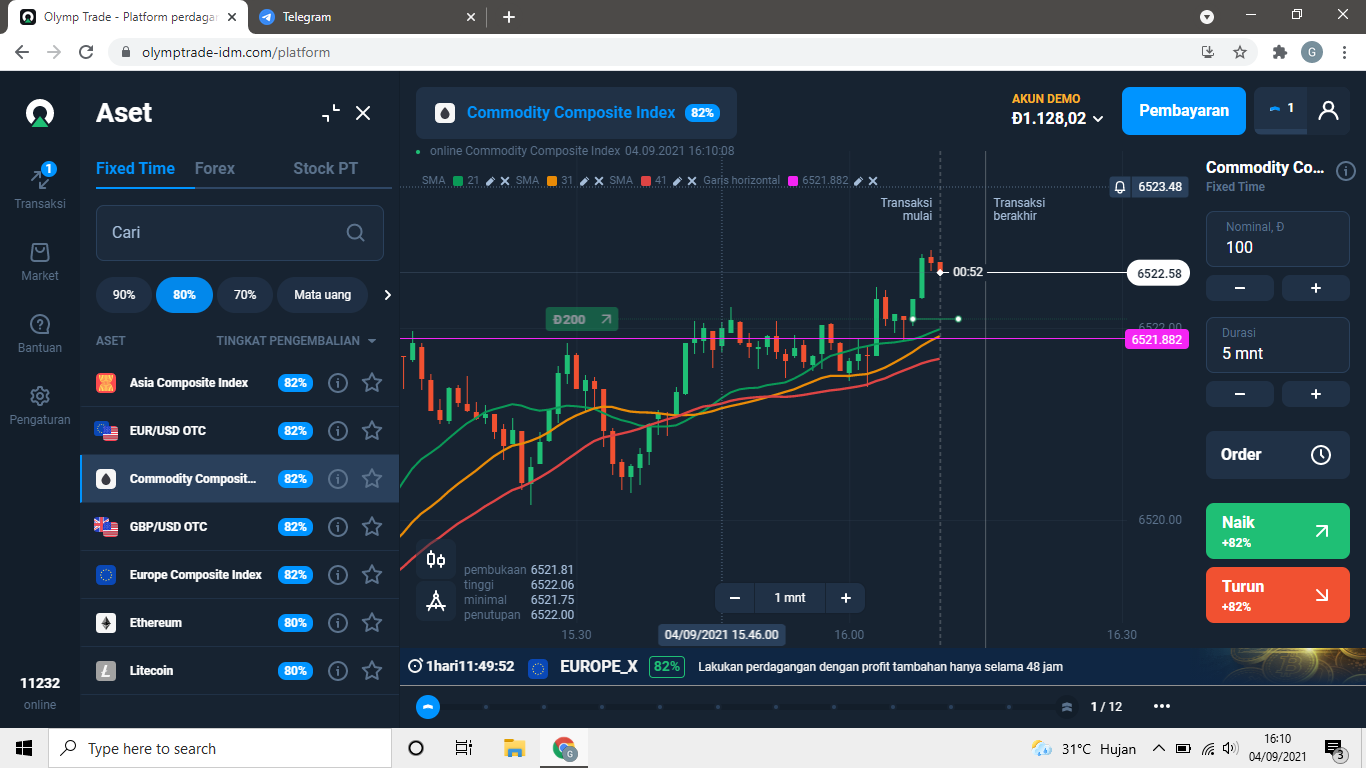 Olymp Trade - Platform perdagan
Telegram
olymptrade-idm.com/platform
G
1
Transaksi
Market
Bantuan
Pengaturan
11232
online
Aset
Fixed Time Forex Stock PT
Cari
90% 80% 70% Mata uang
ASET TINGKAT PENGEMBALIAN
Asia Composite Index 82%
EUR/USD OTC 82%
Commodity Composit... 82%
GBP/USD OTC 82%
Europe Composite Index 82%
Ethereum 80%
Litecoin 80%
Commodity Composite Index 82%
AKUN DEMO
Đ1.128,02
Pembayaran
1
online Commodity Composite Index 04.09.2021 16:10:08
SMA 21 SMA 31 SMA 41 Garis horizontal 6521.882
6523.48
Transaksi
mulai
Transaksi
berakhir
00:52
6522.58
Đ200
6522.00
6521.882
6520.00
pembukaan 6521.81
tinggi 6522.06
minimal 6521.75
penutupan 6522.00
1 mnt
15.30 04/09/2021 15.46.00 16:00 16.30
Commodity Co...
Fixed Time
Nominal, Đ
100
Durasi
5 mnt
Order
Naik
+82%
Turun
+82%
1hari11:49:52 EUROPE_X 82% Lakukan perdagangan dengan profit tambahan hanya selama 48 jam
1 / 12
Type here to search
G
31°C Hujan
16:10
04/09/2021
3